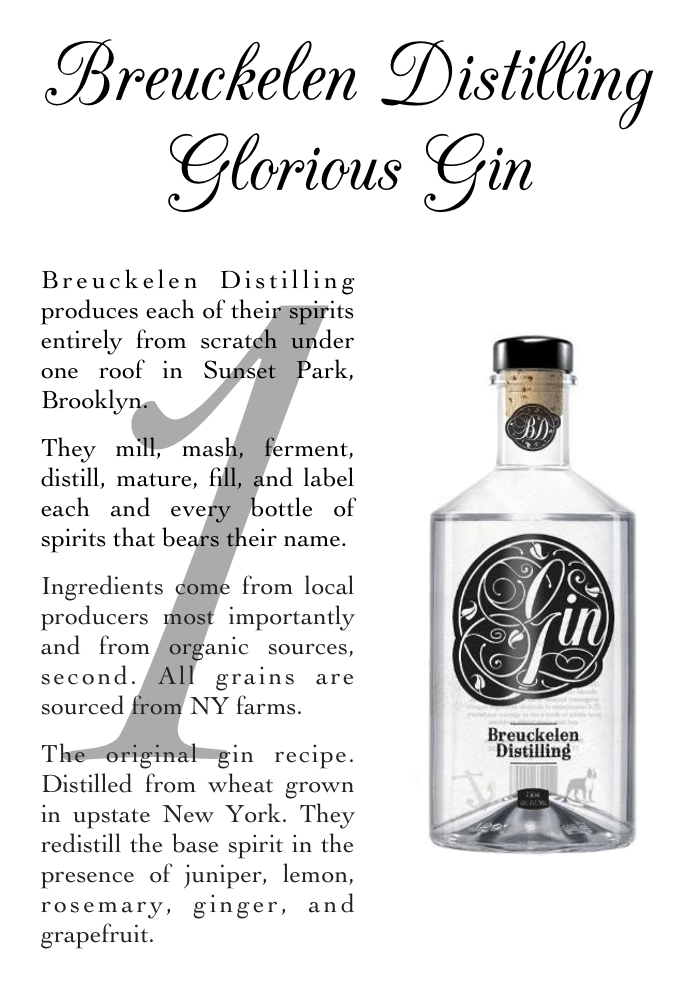 Breuckelen Distilling
Glorious Gin
1
Breuckelen Distilling
produces each of their spirits
entirely from scratch under
one roof in Sunset Park,
Brooklyn.
They mill, mash, ferment,
distill, mature, fill, and label
each and every bottle of
spirits that bears their name.
Ingredients come from local
producers most importantly
and from organic sources,
second. All grains are
sourced from NY farms.
The original gin recipe.
Distilled from wheat grown
in upstate New York. They
redistill the base spirit in the
presence of juniper, lemon,
rosemary, ginger, and
grapefruit.
BD
Gin
Breuckelen
Distilling